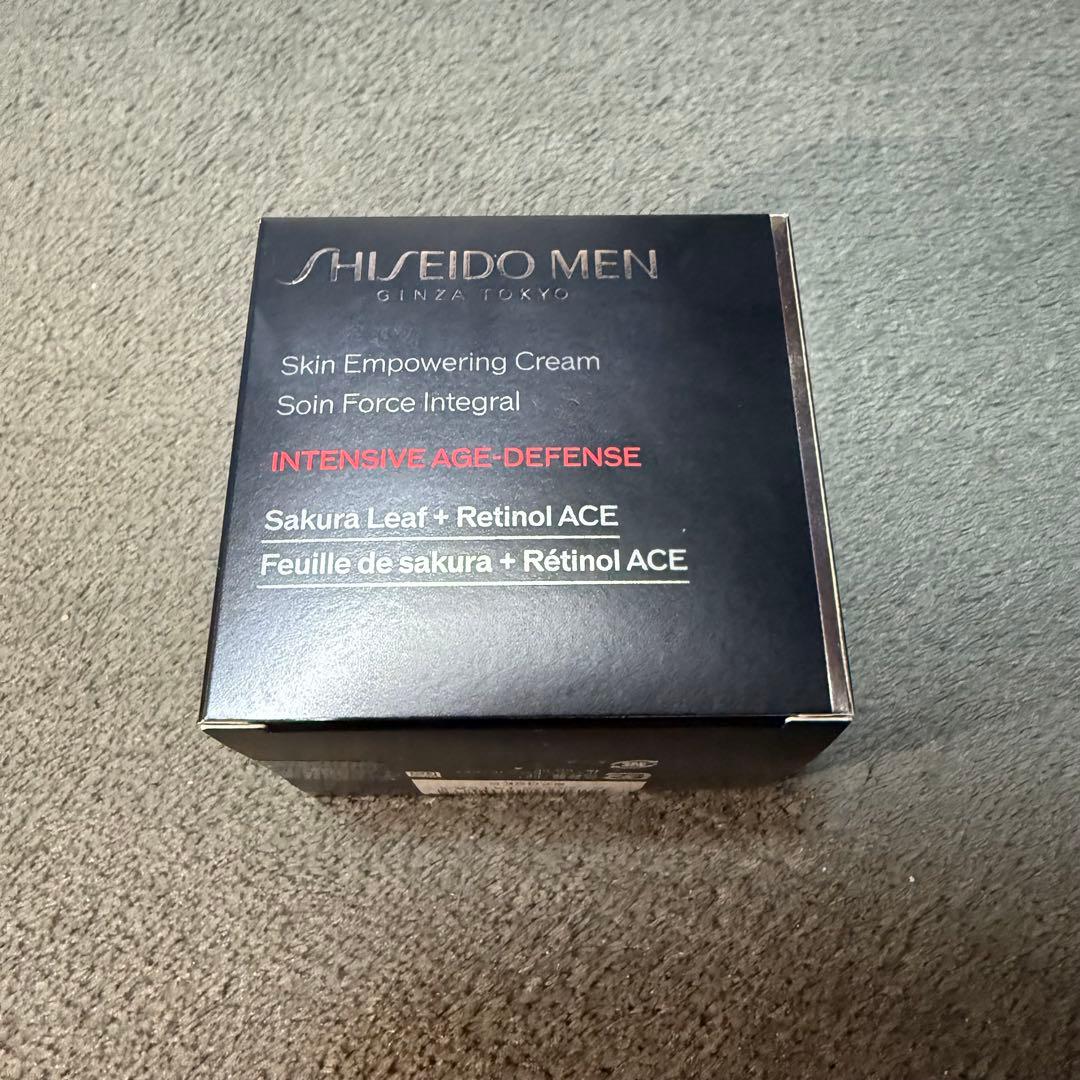 SHISEIDO MEN
GINZA TOKYO
Skin Empowering Cream
Soin Force Integral
INTENSIVE AGE-DEFENSE
Sakura Leaf + Retinol ACE
Feuille de sakura + Rétinol ACE